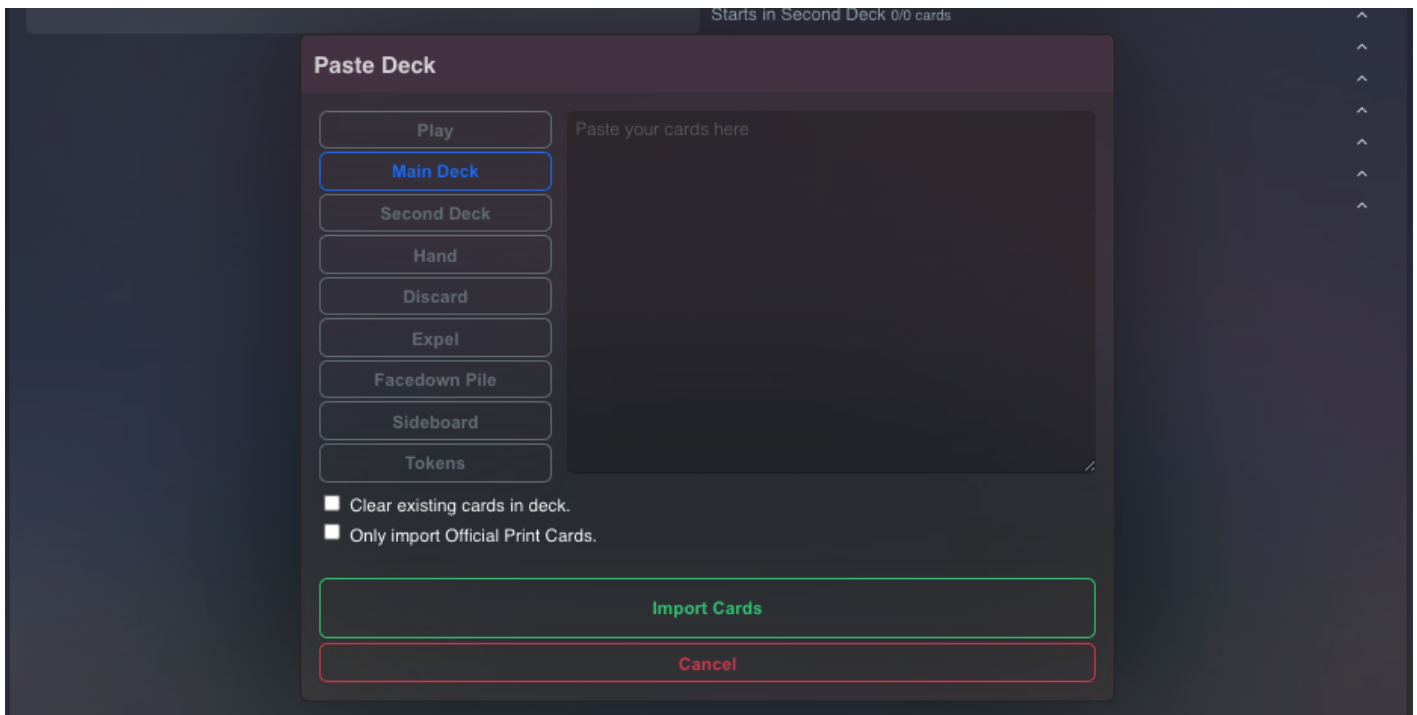 Starts in Second Deck 0/0 cards
Paste Deck
Play
Main Deck
Second Deck
Hand
Discard
Expel
Facedown Pile
Sideboard
Tokens
Paste your cards here
Clear existing cards in deck.
Only import Official Print Cards.
Import Cards
Cancel